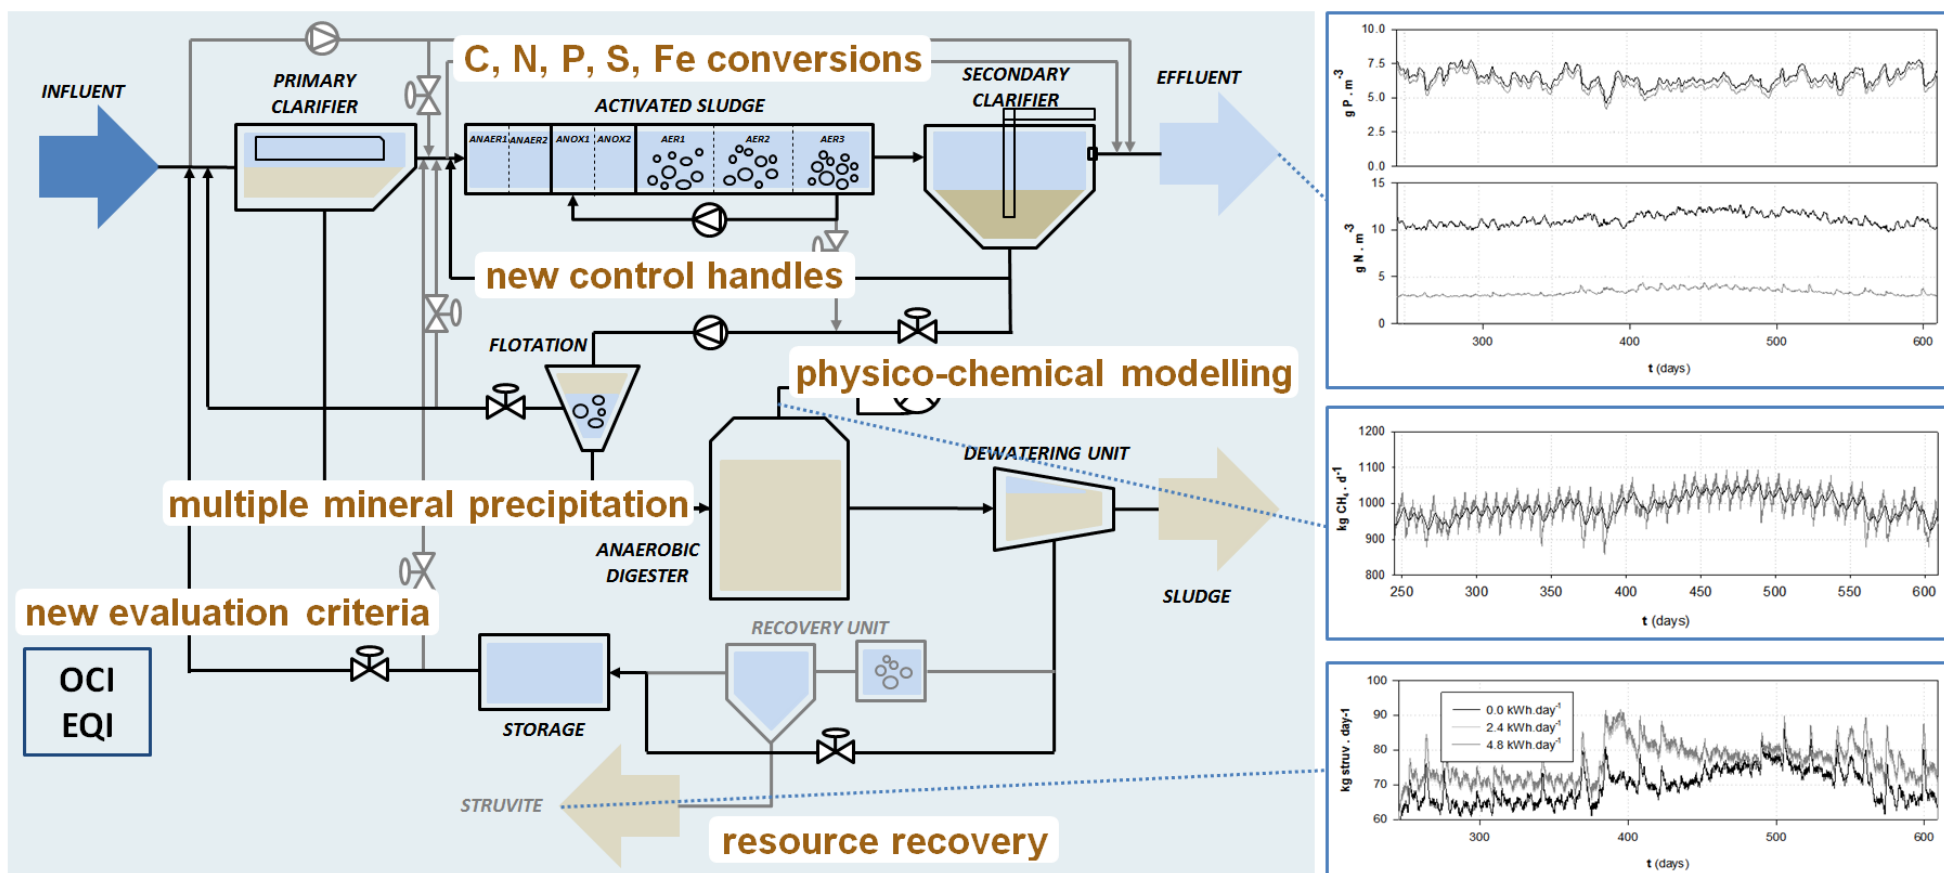 C, N, P, S, Fe conversions
INFLUENT
PRIMARY
CLARIFIER
ACTIVATED SLUDGE
SECONDARY
CLARIFIER
EFFLUENT
ANAER1
ANAER2
ANOX1
ANOX2
AER1
AER2
AER3
new control handles
FLOTATION
physico-chemical modelling
DEWATERING UNIT
multiple mineral precipitation
ANAEROBIC
DIGESTER
SLUDGE
new evaluation criteria
RECOVERY UNIT
OCI
EQI
STORAGE
STRUVITE
resource recovery
g P . m⁻³
10.0
7.5
5.0
2.5
0.0
g N . m⁻³
15
10
5
0
300 400 500 600
t (days)
kg CH₄ . d⁻¹
1200
1100
1000
900
800
250 300 350 400 450 500 550 600
t (days)
kg struv . day-1
100
90
80
70
60
0.0 kWh.day⁻¹
2.4 kWh.day⁻¹
4.8 kWh.day⁻¹
300 400 500 600
t (days)